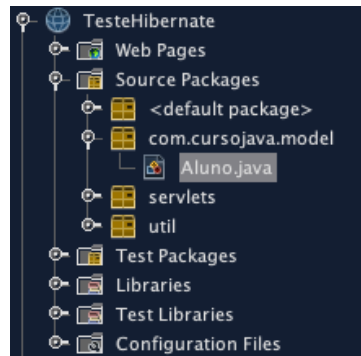 TesteHibernate
Web Pages
Source Packages
<default package>
com.cursojava.model
Aluno.java
servlets
util
Test Packages
Libraries
Test Libraries
Configuration Files